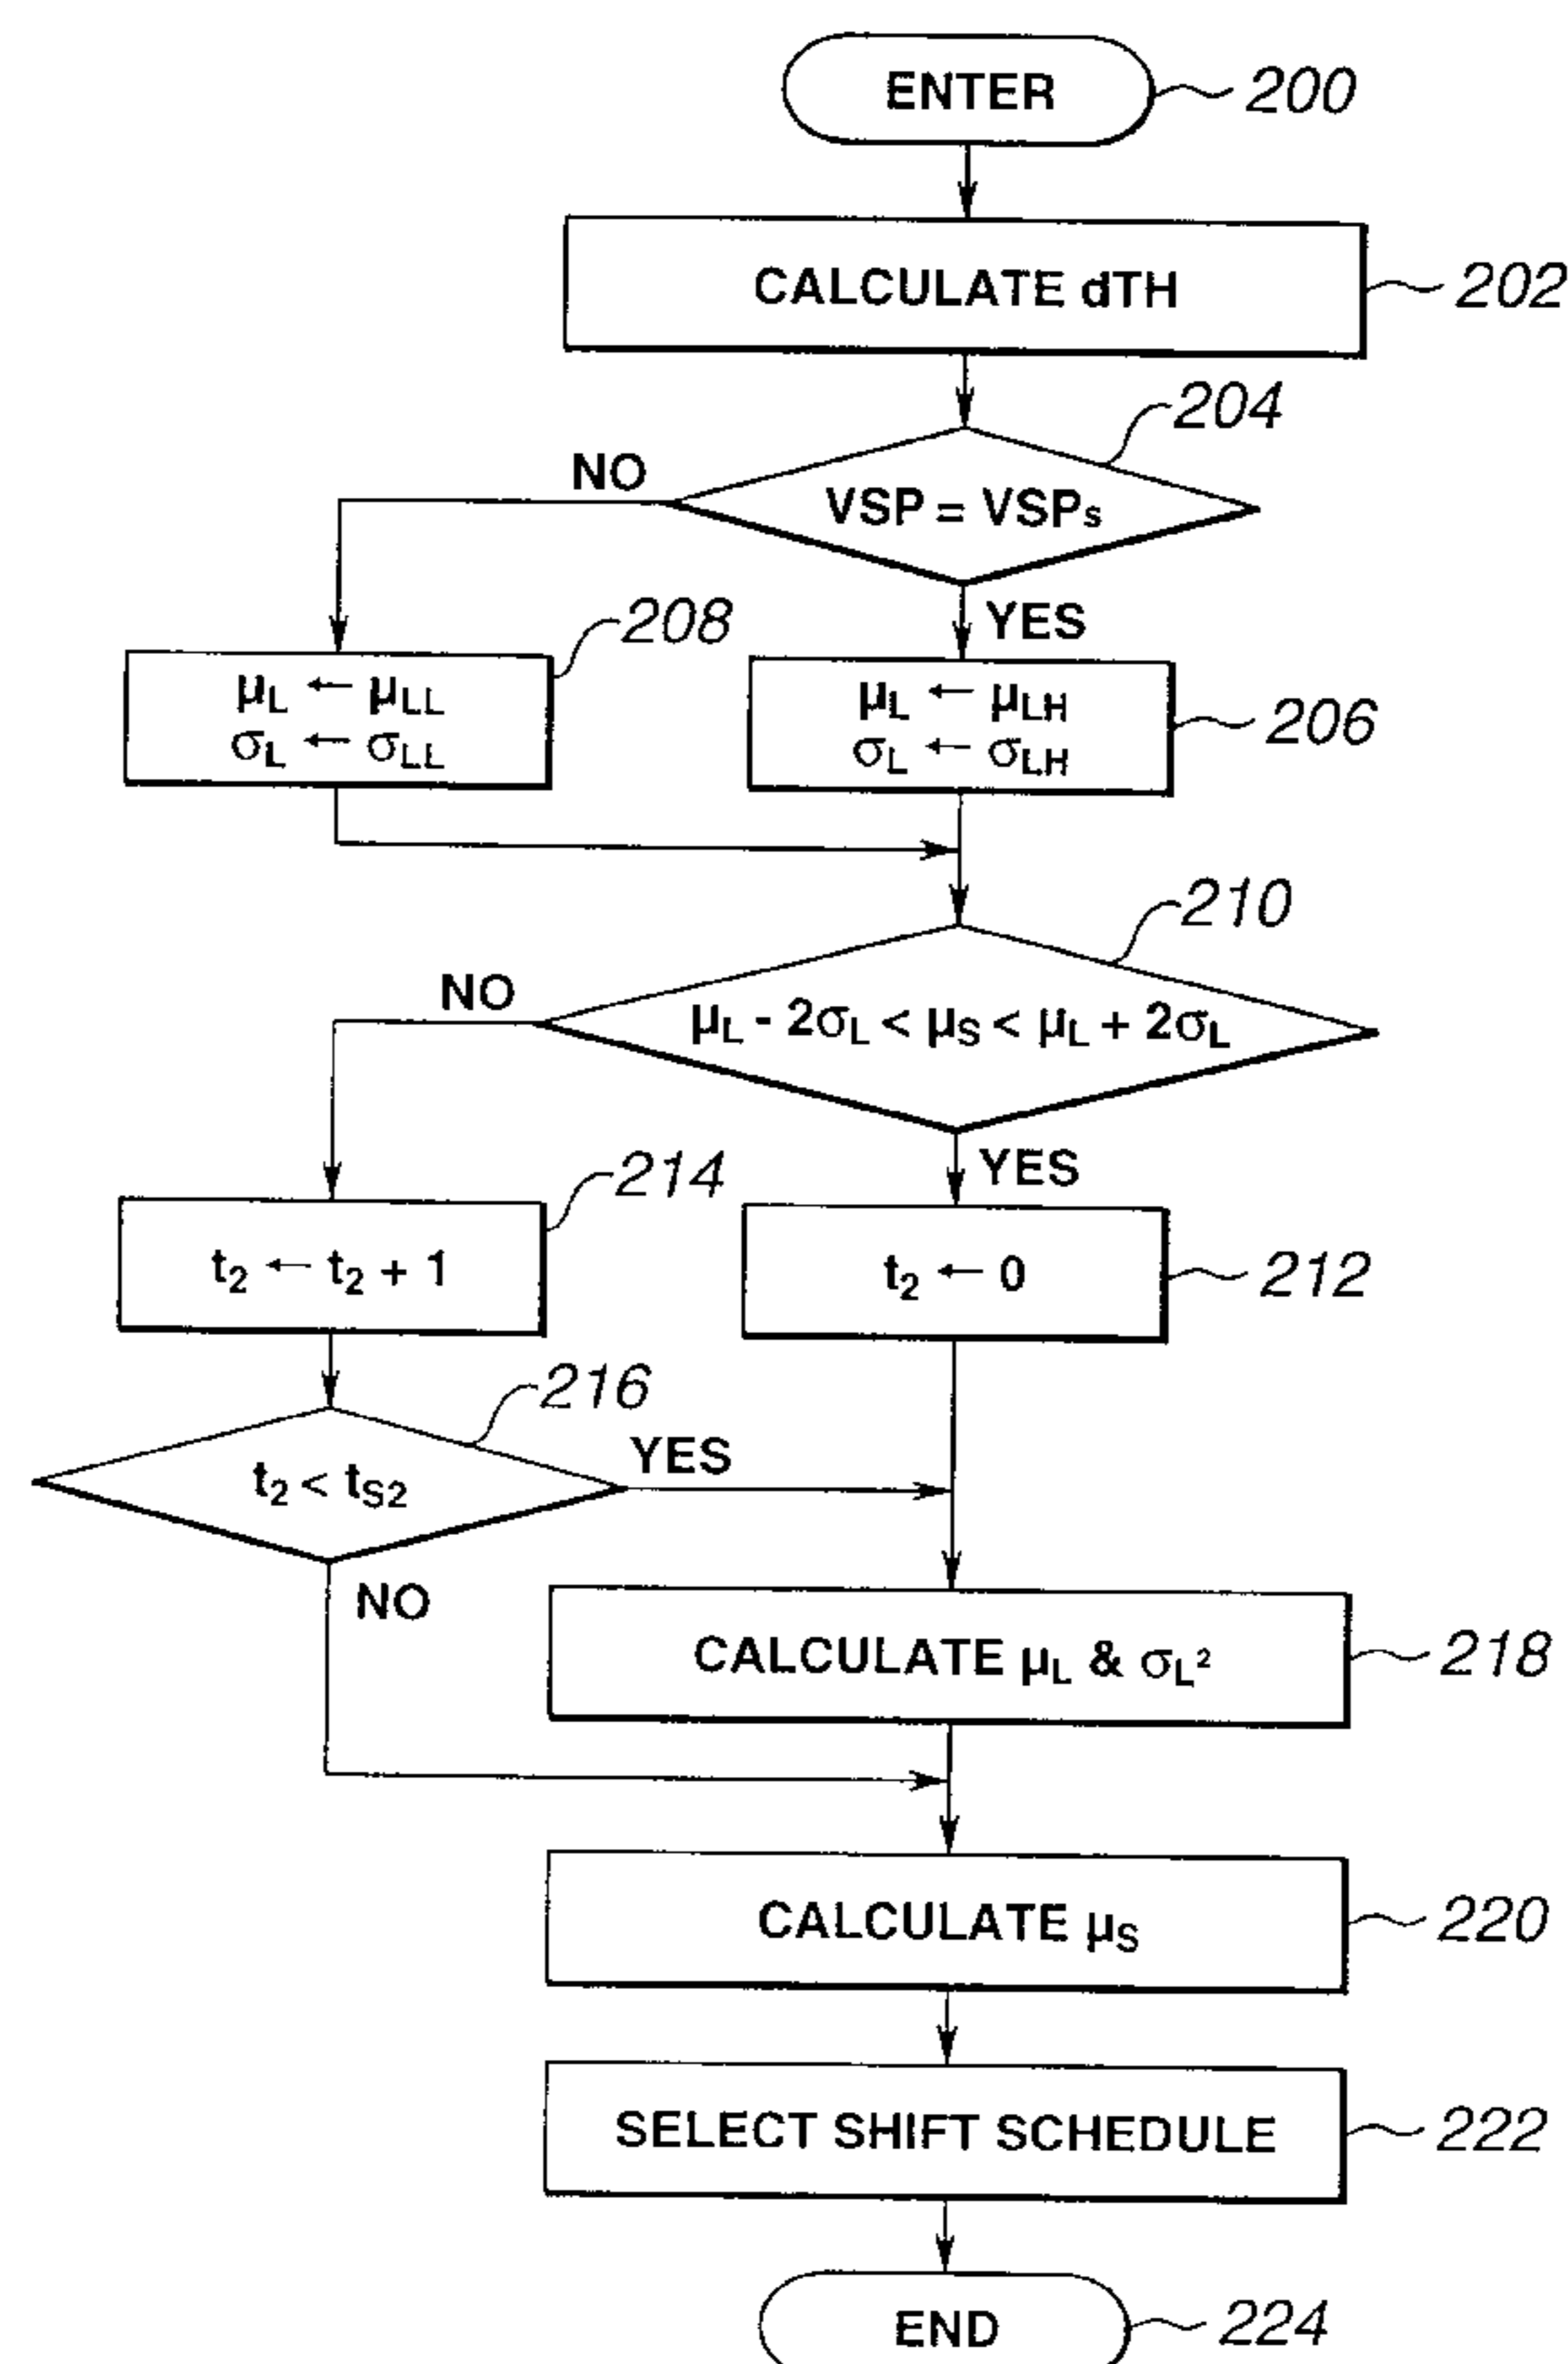 ENTER
200
CALCULATE dTH
202
204
NO
VSP = VSPs
YES
208
μL ← μLL
σL ← σLL
μL ← μLH
σL ← σLH
206
210
NO
μL - 2σL < μS < μL + 2σL
YES
214
t2 ← t2 + 1
t2 ← 0
212
216
YES
t2 < tS2
NO
CALCULATE μL & σL²
218
CALCULATE μS
220
SELECT SHIFT SCHEDULE
222
END
224